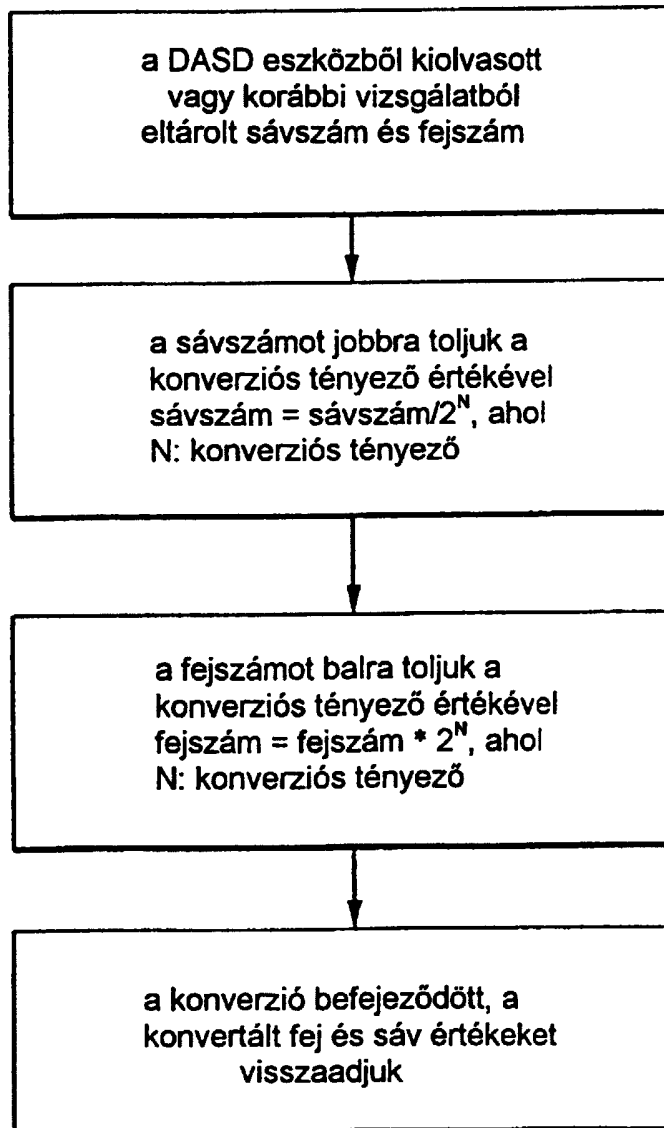 a DASD eszközből kiolvasott
vagy korábbi vizsgálatból
eltárolt sávszám és fejszám
a sávszámot jobbra toljuk a
konverziós tényező értékével
sávszám = sávszám/2^N, ahol
N: konverziós tényező
a fejszámot balra toljuk a
konverziós tényező értékével
fejszám = fejszám * 2^N, ahol
N: konverziós tényező
a konverzió befejeződött, a
konvertált fej és sáv értékeket
visszaadjuk